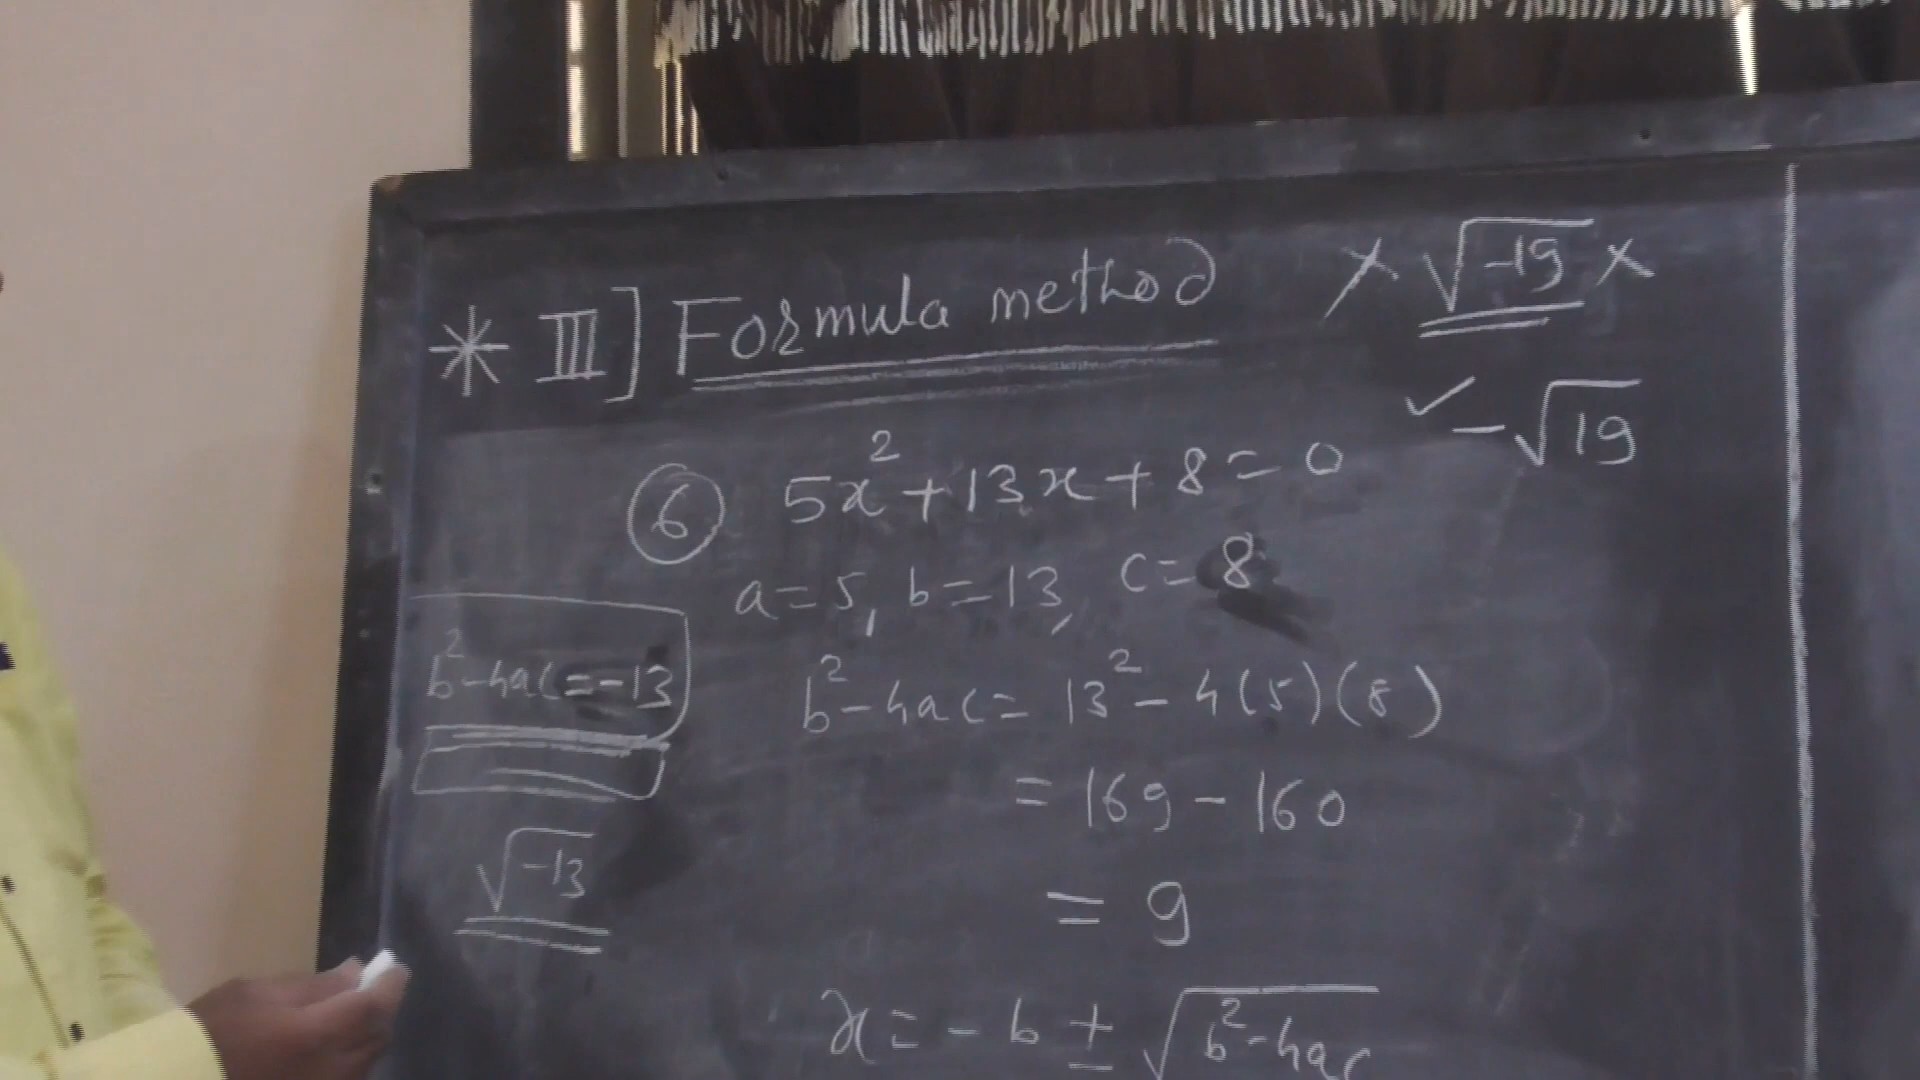 * III] Formula method
× √-19 ×
✓ -√19
⑥ 5x²+13x+8=0
a=5, b=13, c=8
b²-4ac=-13
√-13
b²-4ac= 13²-4(5)(8)
= 169-160
= 9
x= -b ± √b²-4ac